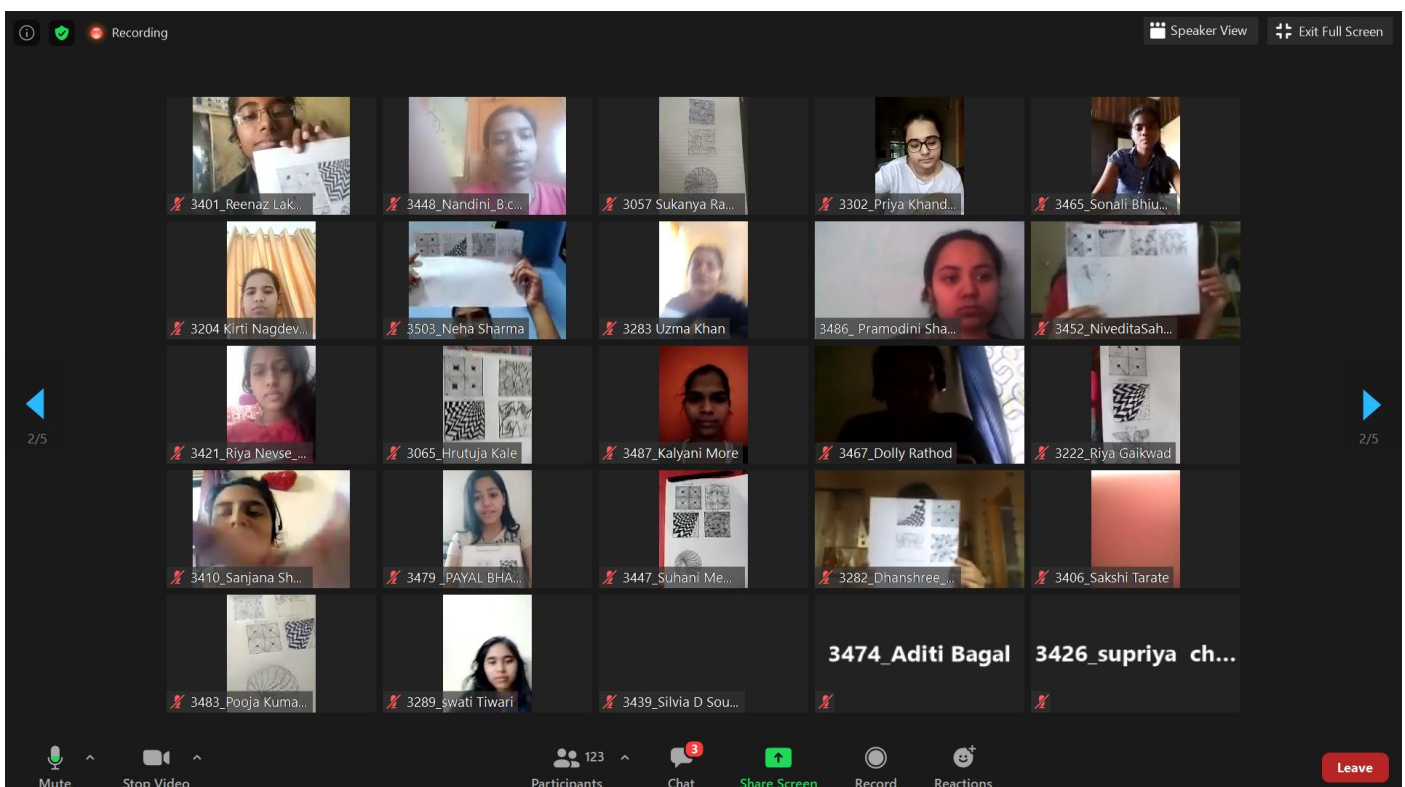 Recording
Speaker View
Exit Full Screen
3401_Reenaz Lak...
3448_Nandini_B.c...
3057 Sukanya Ra...
3302_Priya Khand...
3465_Sonali Bhiu...
3204 Kirti Nagdev...
3503_Neha Sharma
3283 Uzma Khan
3486_ Pramodini Sha...
3452_NiveditaSah...
3421_Riya Nevse_...
3065_Hrutuja Kale
3487_Kalyani More
3467_Dolly Rathod
3222_Riya Gaikwad
2/5
2/5
3410_Sanjana Sh...
3479 _PAYAL BHA...
3447_Suhani Me...
3282_Dhanshree_...
3406_Sakshi Tarate
3483_Pooja Kuma...
3289_swati Tiwari
3439_Silvia D Sou...
3474_Aditi Bagal
3426_supriya ch...
123
3
Mute
Stop Video
Participants
Chat
Share Screen
Record
Reactions
Leave